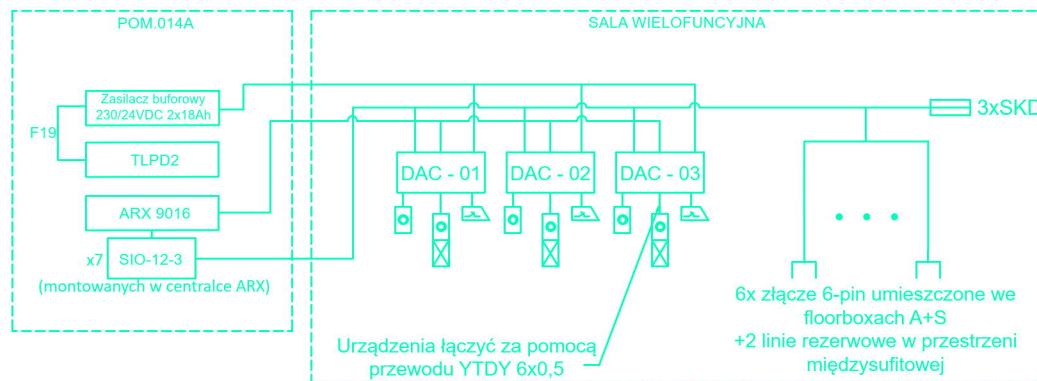 POM.014A
SALA WIELOFUNCYJNA
Zasilacz buforowy
230/24VDC 2x18Ah
F19
TLPD2
ARX 9016
x7
SIO-12-3
(montowanych w centralce ARX)
DAC - 01
DAC - 02
DAC - 03
3xSKD
6x złącze 6-pin umieszczone we
floorboxach A+S
+2 linie rezerwowe w przestrzeni
międzysufitowej
Urządzenia łączyć za pomocą
przewodu YTDY 6x0,5